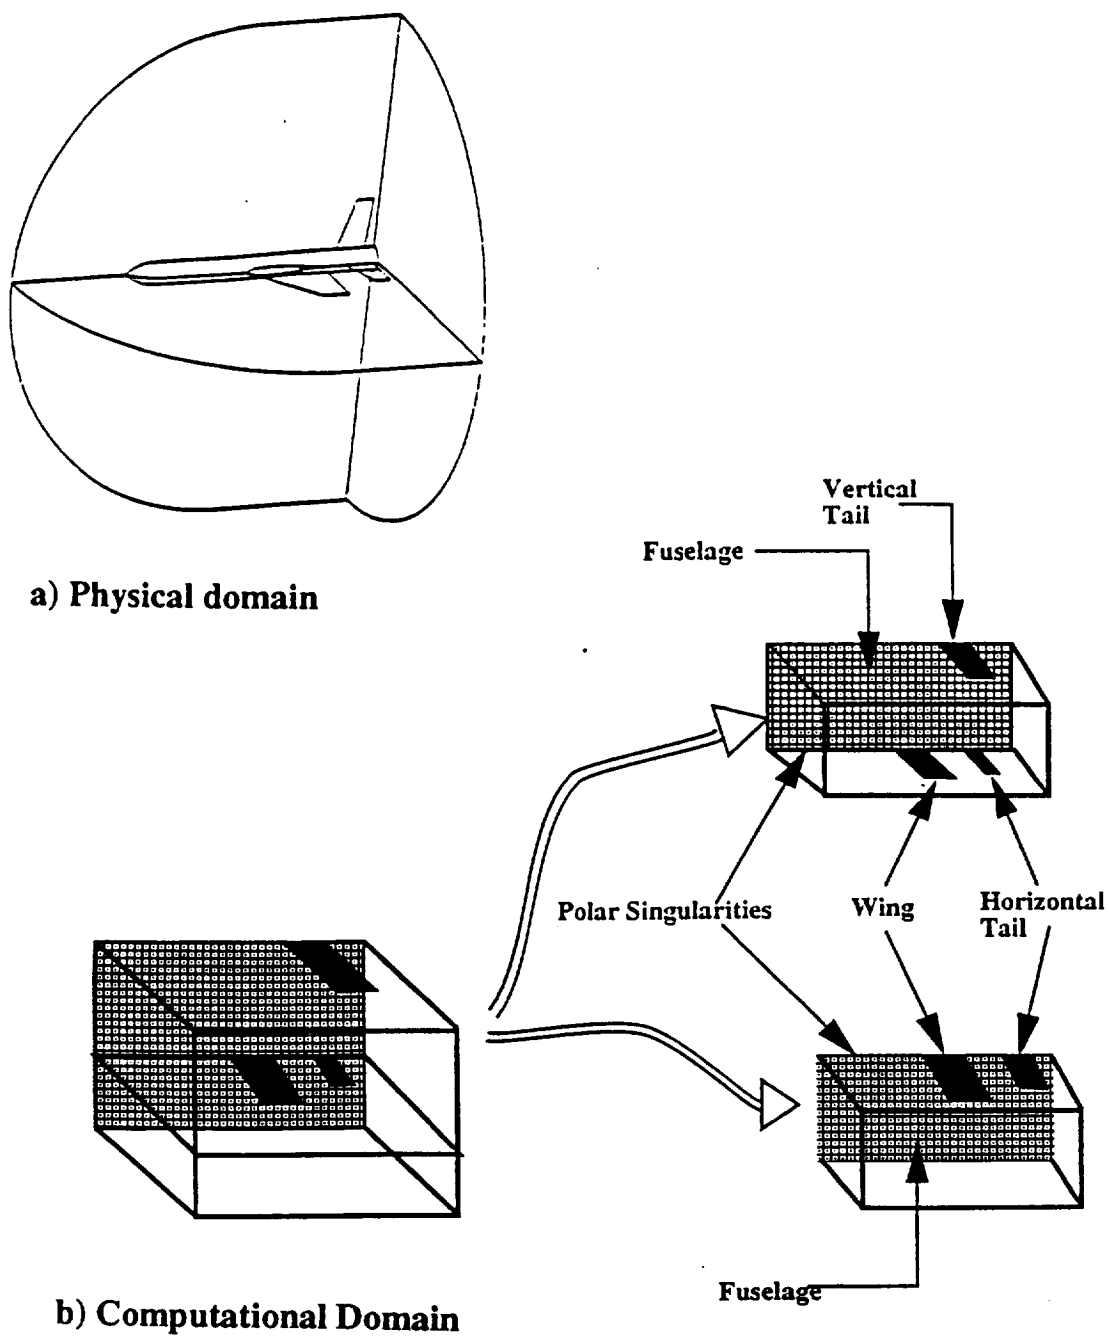 a) Physical domain
Vertical
Tail
Fuselage
Polar Singularities
Wing
Horizontal
Tail
Fuselage
b) Computational Domain